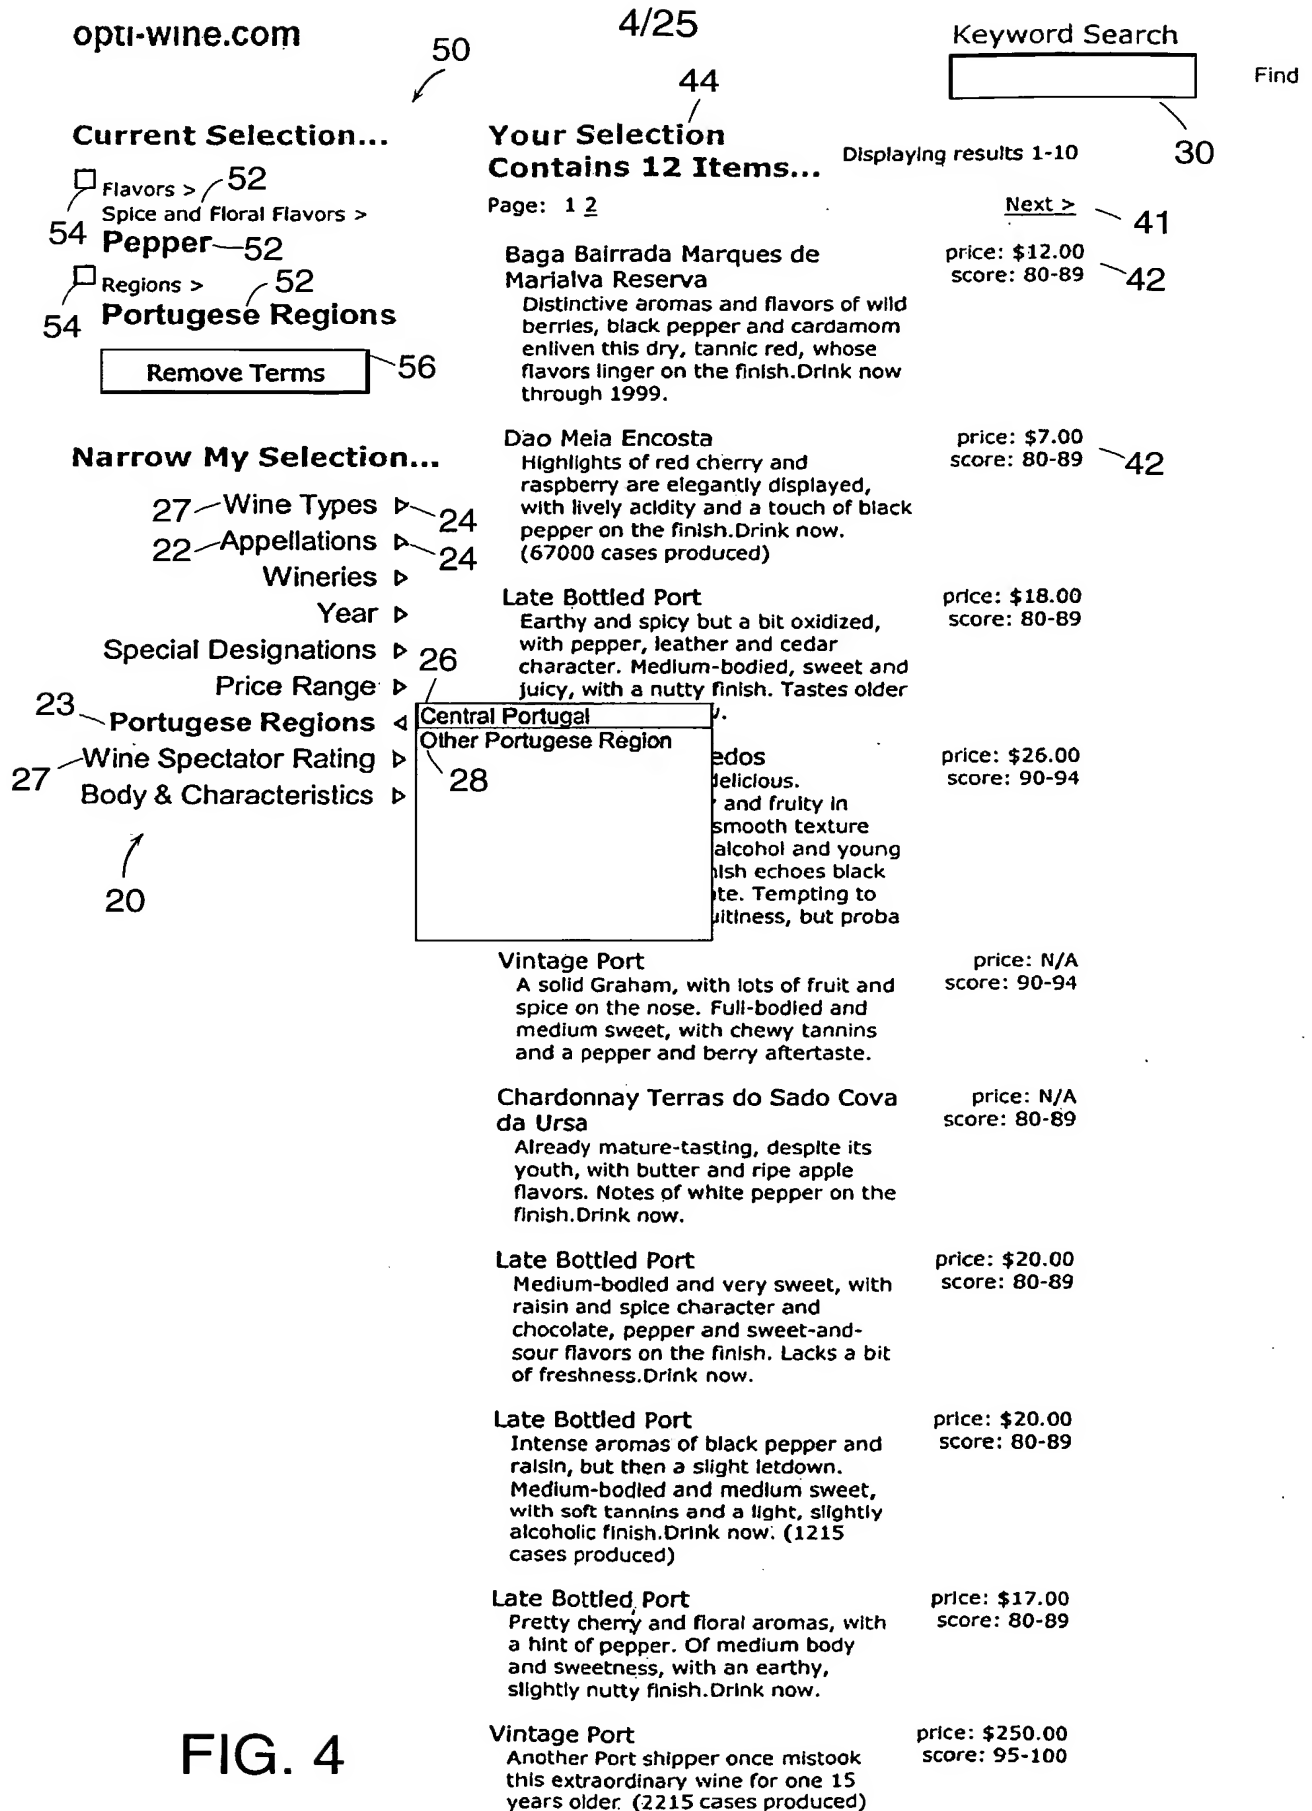 opti-wine.com
4/25
Keyword Search
Find
50
44
30
Current Selection...
Flavors >
52
Spice and Floral Flavors >
54
Pepper
52
Regions >
52
54
Portugese Regions
Remove Terms
56
Narrow My Selection...
27
Wine Types
24
22
Appellations
24
Wineries
Year
Special Designations
26
Price Range
23
Portugese Regions
27
Wine Spectator Rating
Body & Characteristics
20
Central Portugal
Other Portugese Region
28
Your Selection
Contains 12 Items...
Displaying results 1-10
Page: 1 2
Next >
41
Baga Bairrada Marques de
Marialva Reserva
price: $12.00
score: 80-89
42
Distinctive aromas and flavors of wild
berries, black pepper and cardamom
enliven this dry, tannic red, whose
flavors linger on the finish.Drink now
through 1999.
Dao Meia Encosta
price: $7.00
score: 80-89
42
Highlights of red cherry and
raspberry are elegantly displayed,
with lively acidity and a touch of black
pepper on the finish.Drink now.
(67000 cases produced)
Late Bottled Port
price: $18.00
score: 80-89
Earthy and spicy but a bit oxidized,
with pepper, leather and cedar
character. Medium-bodied, sweet and
juicy, with a nutty finish. Tastes older
price: $26.00
score: 90-94
and fruity in
smooth texture
alcohol and young
echoes black
Tempting to
but proba
Vintage Port
price: N/A
score: 90-94
A solid Graham, with lots of fruit and
spice on the nose. Full-bodied and
medium sweet, with chewy tannins
and a pepper and berry aftertaste.
Chardonnay Terras do Sado Cova
da Ursa
price: N/A
score: 80-89
Already mature-tasting, despite its
youth, with butter and ripe apple
flavors. Notes of white pepper on the
finish.Drink now.
Late Bottled Port
price: $20.00
score: 80-89
Medium-bodied and very sweet, with
raisin and spice character and
chocolate, pepper and sweet-and-
sour flavors on the finish. Lacks a bit
of freshness.Drink now.
Late Bottled Port
price: $20.00
score: 80-89
Intense aromas of black pepper and
raisin, but then a slight letdown.
Medium-bodied and medium sweet,
with soft tannins and a light, slightly
alcoholic finish.Drink now. (1215
cases produced)
Late Bottled Port
price: $17.00
score: 80-89
Pretty cherry and floral aromas, with
a hint of pepper. Of medium body
and sweetness, with an earthy,
slightly nutty finish.Drink now.
Vintage Port
price: $250.00
score: 95-100
Another Port shipper once mistook
this extraordinary wine for one 15
years older. (2215 cases produced)
FIG. 4